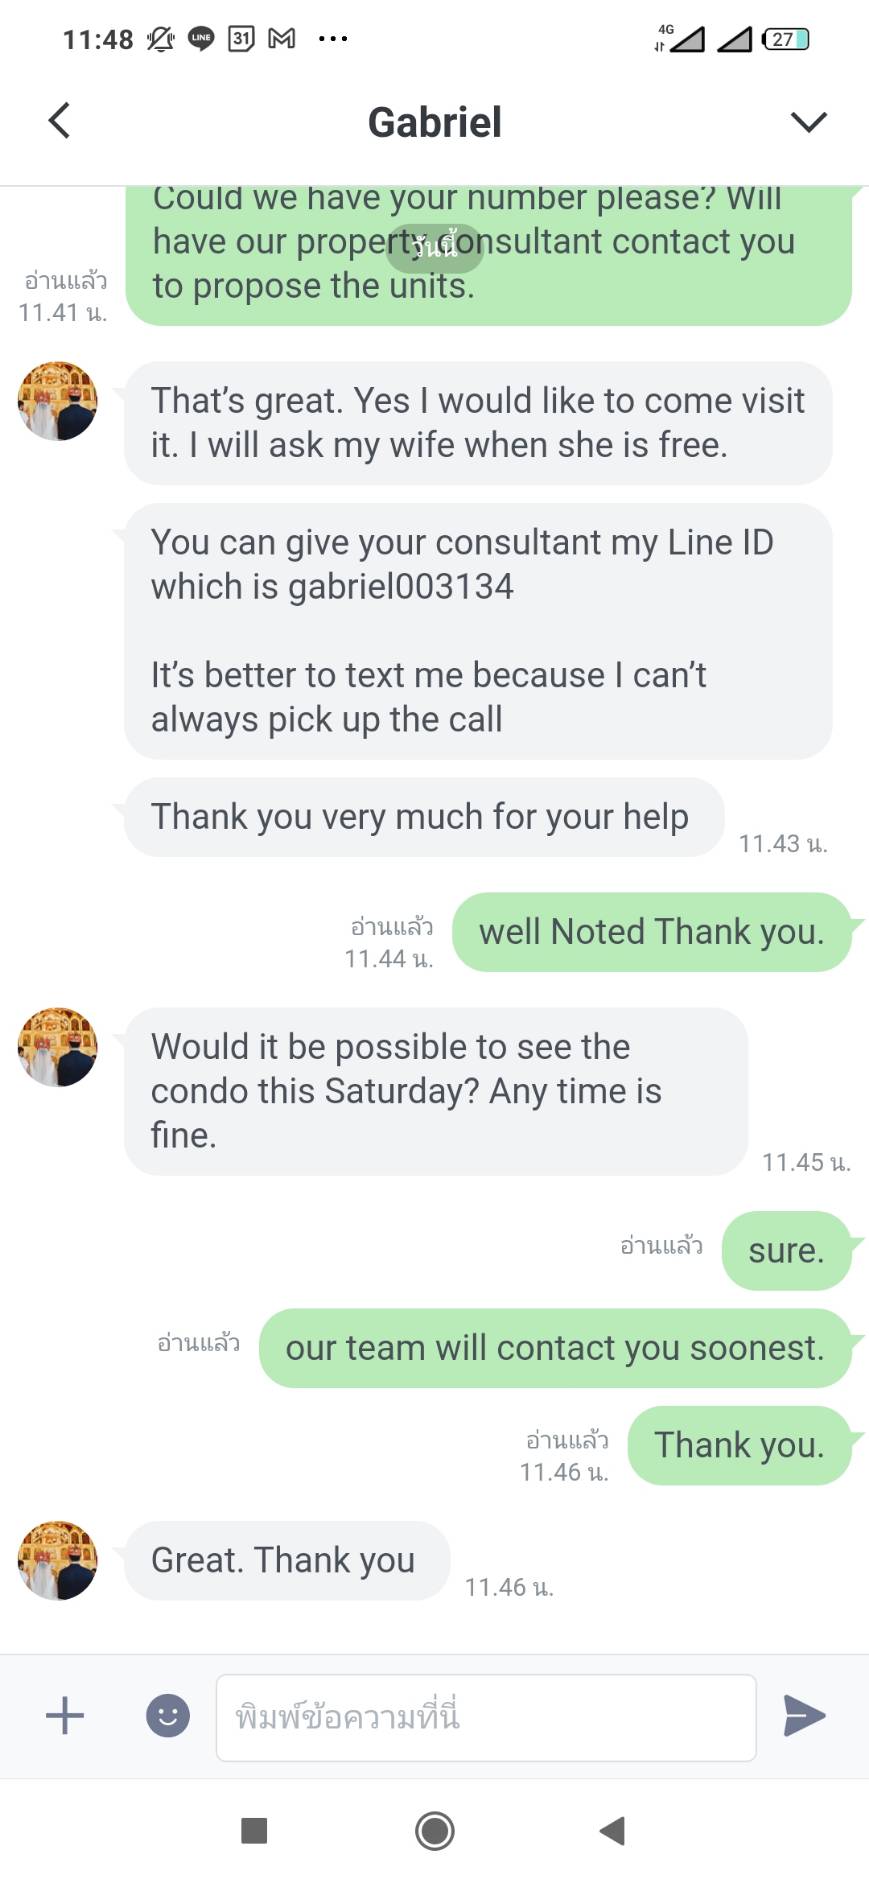 11:48
LINE
31
4G
27
Gabriel
Could we have your number please? Will
have our property consultant contact you
to propose the units.
วันนี้
อ่านแล้ว
11.41 น.
That's great. Yes I would like to come visit
it. I will ask my wife when she is free.
You can give your consultant my Line ID
which is gabriel003134
It's better to text me because I can't
always pick up the call
Thank you very much for your help
11.43 น.
อ่านแล้ว
11.44 น.
well Noted Thank you.
Would it be possible to see the
condo this Saturday? Any time is
fine.
11.45 น.
อ่านแล้ว
sure.
อ่านแล้ว
our team will contact you soonest.
อ่านแล้ว
11.46 น.
Thank you.
Great. Thank you
11.46 น.
พิมพ์ข้อความที่นี่